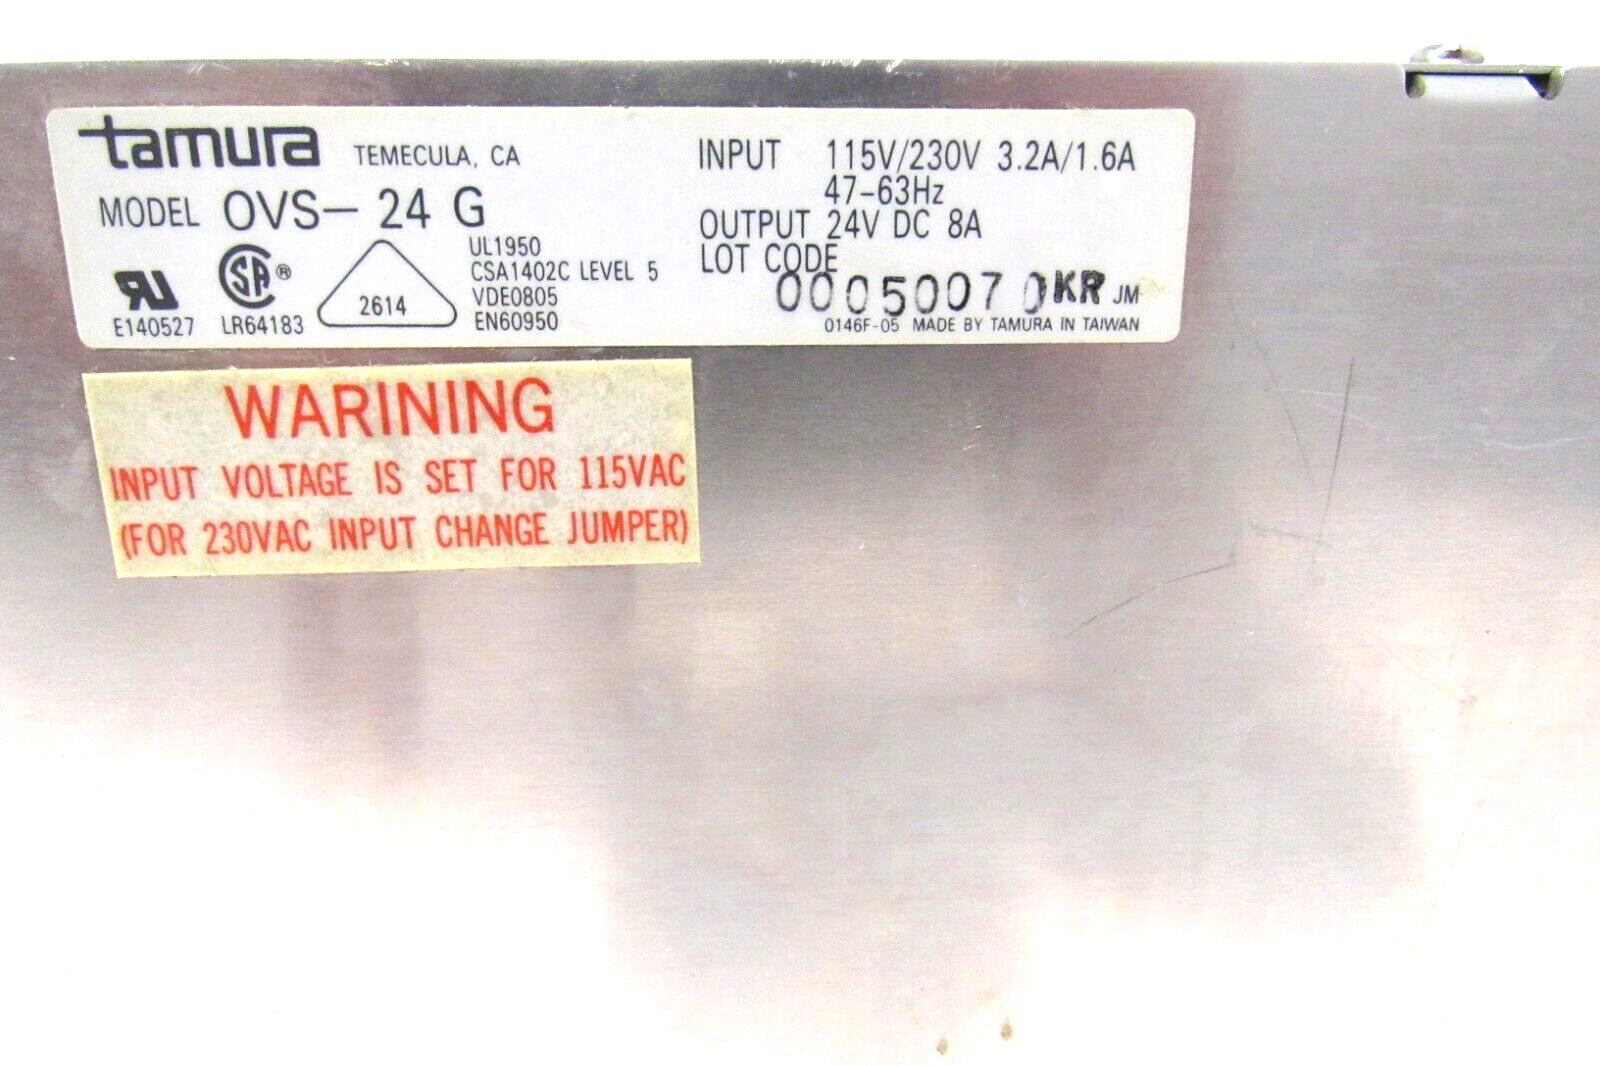 tamura TEMECULA, CA
MODEL OVS- 24 G
E140527
SA ®
LR64183
2614
UL1950
CSA1402C LEVEL 5
VDE0805
EN60950
INPUT 115V/230V 3.2A/1.6A
47-63Hz
OUTPUT 24V DC 8A
LOT CODE
00050070KR JM
0146F-05 MADE BY TAMURA IN TAIWAN
WARINING
INPUT VOLTAGE IS SET FOR 115VAC
(FOR 230VAC INPUT CHANGE JUMPER)